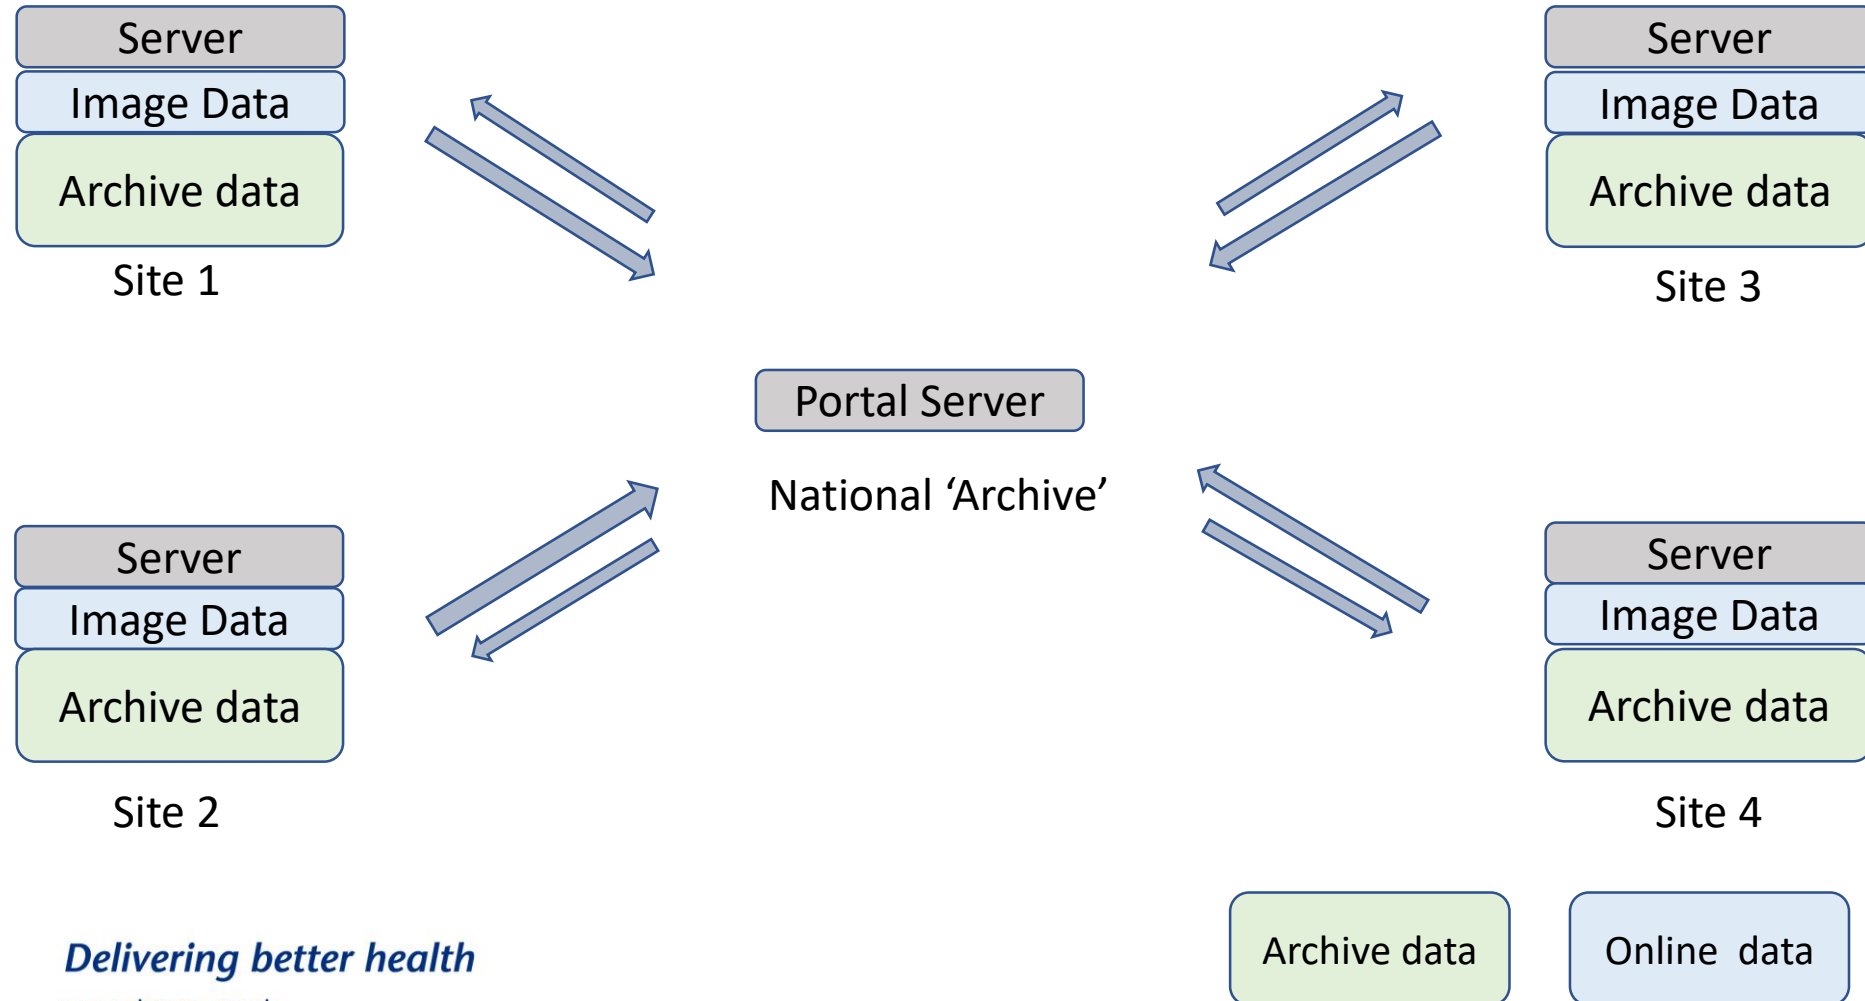 Server
Image Data
Archive data
Site 1
Server
Image Data
Archive data
Site 3
Portal Server
National ‘Archive’
Server
Image Data
Archive data
Site 2
Server
Image Data
Archive data
Site 4
Delivering better health
Archive data
Online data